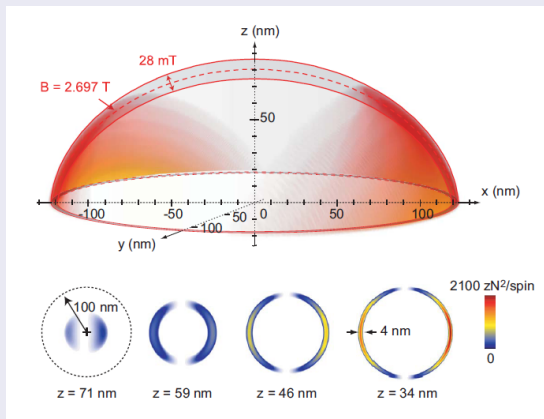 z (nm)
28 mT
B = 2.697 T
50
x (nm)
-100
-50
0
50
100
50
100
y (nm)
2100 zN²/spin
0
100 nm
4 nm
z = 71 nm
z = 59 nm
z = 46 nm
z = 34 nm